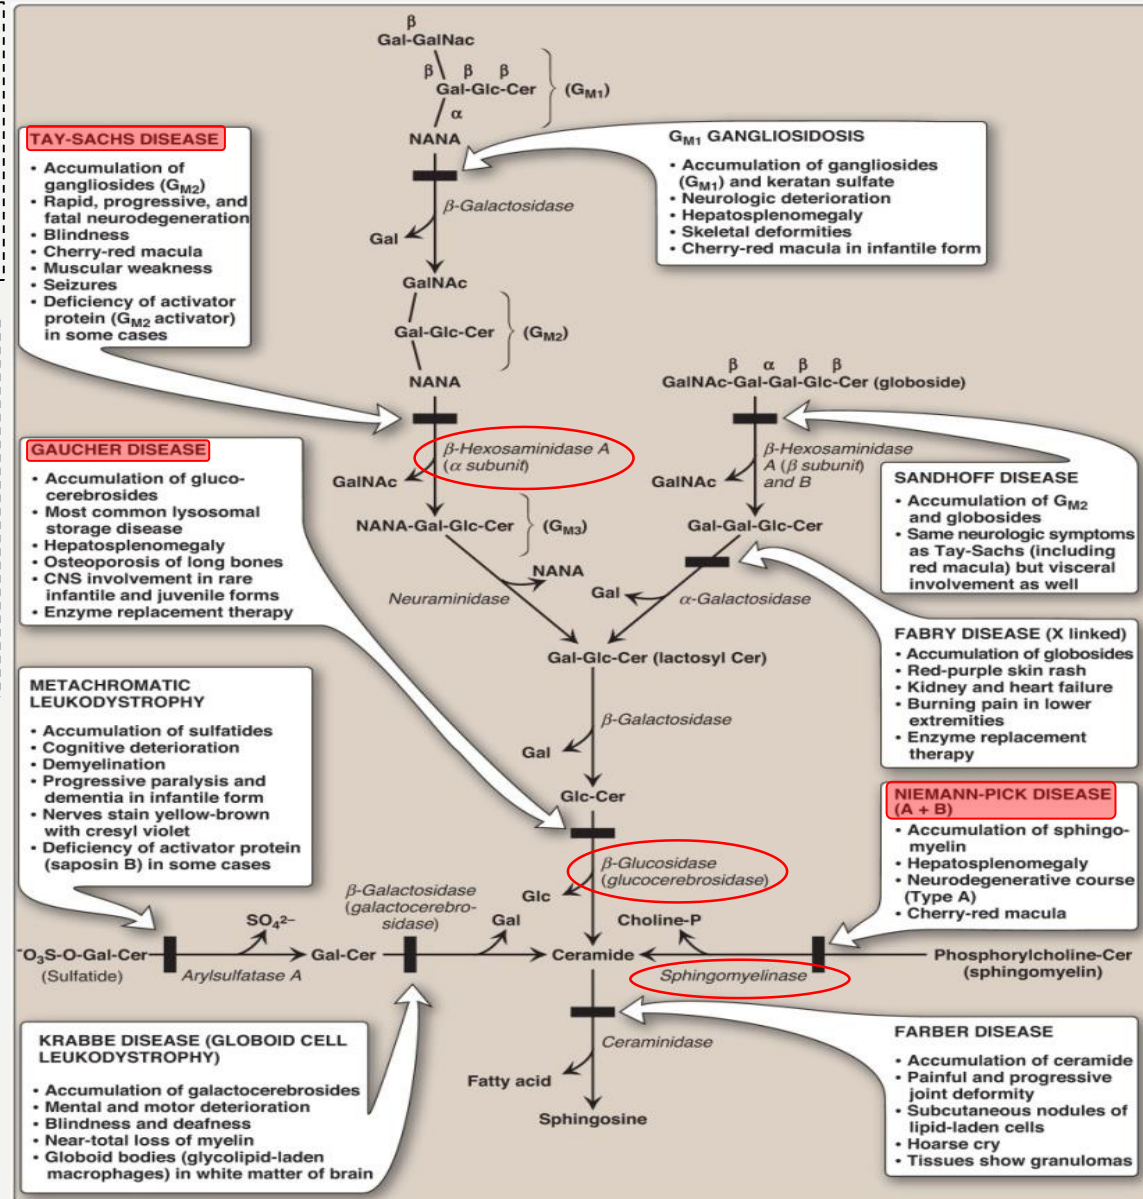 β
Gal-GalNac
β β β
Gal-Glc-Cer
(GM1)
α
NANA
TAY-SACHS DISEASE
• Accumulation of
gangliosides (GM2)
• Rapid, progressive, and
fatal neurodegeneration
• Blindness
• Cherry-red macula
• Muscular weakness
• Seizures
• Deficiency of activator
protein (GM2 activator)
in some cases
GM1 GANGLIOSIDOSIS
• Accumulation of gangliosides
(GM1) and keratan sulfate
• Neurologic deterioration
• Hepatosplenomegaly
• Skeletal deformities
• Cherry-red macula in infantile form
β-Galactosidase
Gal
GalNAc
Gal-Glc-Cer
(GM2)
NANA
β α β β
GalNAc-Gal-Gal-Glc-Cer (globoside)
GAUCHER DISEASE
• Accumulation of gluco-
cerebrosides
• Most common lysosomal
storage disease
• Hepatosplenomegaly
• Osteoporosis of long bones
• CNS involvement in rare
infantile and juvenile forms
• Enzyme replacement therapy
β-Hexosaminidase A
(α subunit)
GalNAc
β-Hexosaminidase
A (β subunit)
and B
GalNAc
SANDHOFF DISEASE
• Accumulation of GM2
and globosides
• Same neurologic symptoms
as Tay-Sachs (including
red macula) but visceral
involvement as well
NANA-Gal-Glc-Cer
(GM3)
Gal-Gal-Glc-Cer
NANA
Neuraminidase
Gal
α-Galactosidase
FABRY DISEASE (X linked)
• Accumulation of globosides
• Red-purple skin rash
• Kidney and heart failure
• Burning pain in lower
extremities
• Enzyme replacement
therapy
Gal-Glc-Cer (lactosyl Cer)
METACHROMATIC
LEUKODYSTROPHY
• Accumulation of sulfatides
• Cognitive deterioration
• Demyelination
• Progressive paralysis and
dementia in infantile form
• Nerves stain yellow-brown
with cresyl violet
• Deficiency of activator protein
(saposin B) in some cases
β-Galactosidase
Gal
Glc-Cer
NIEMANN-PICK DISEASE
(A + B)
• Accumulation of sphingo-
myelin
• Hepatosplenomegaly
• Neurodegenerative course
(Type A)
• Cherry-red macula
β-Glucosidase
(glucocerebrosidase)
Glc
β-Galactosidase
(galactocerebro-
sidase)
SO₄²⁻
Gal
Choline-P
⁻O₃S-O-Gal-Cer
(Sulfatide)
Arylsulfatase A
Gal-Cer
Ceramide
Sphingomyelinase
Phosphorylcholine-Cer
(sphingomyelin)
KRABBE DISEASE (GLOBOID CELL
LEUKODYSTROPHY)
• Accumulation of galactocerebrosides
• Mental and motor deterioration
• Blindness and deafness
• Near-total loss of myelin
• Globoid bodies (glycolipid-laden
macrophages) in white matter of brain
Ceramidase
Fatty acid
Sphingosine
FARBER DISEASE
• Accumulation of ceramide
• Painful and progressive
joint deformity
• Subcutaneous nodules of
lipid-laden cells
• Hoarse cry
• Tissues show granulomas